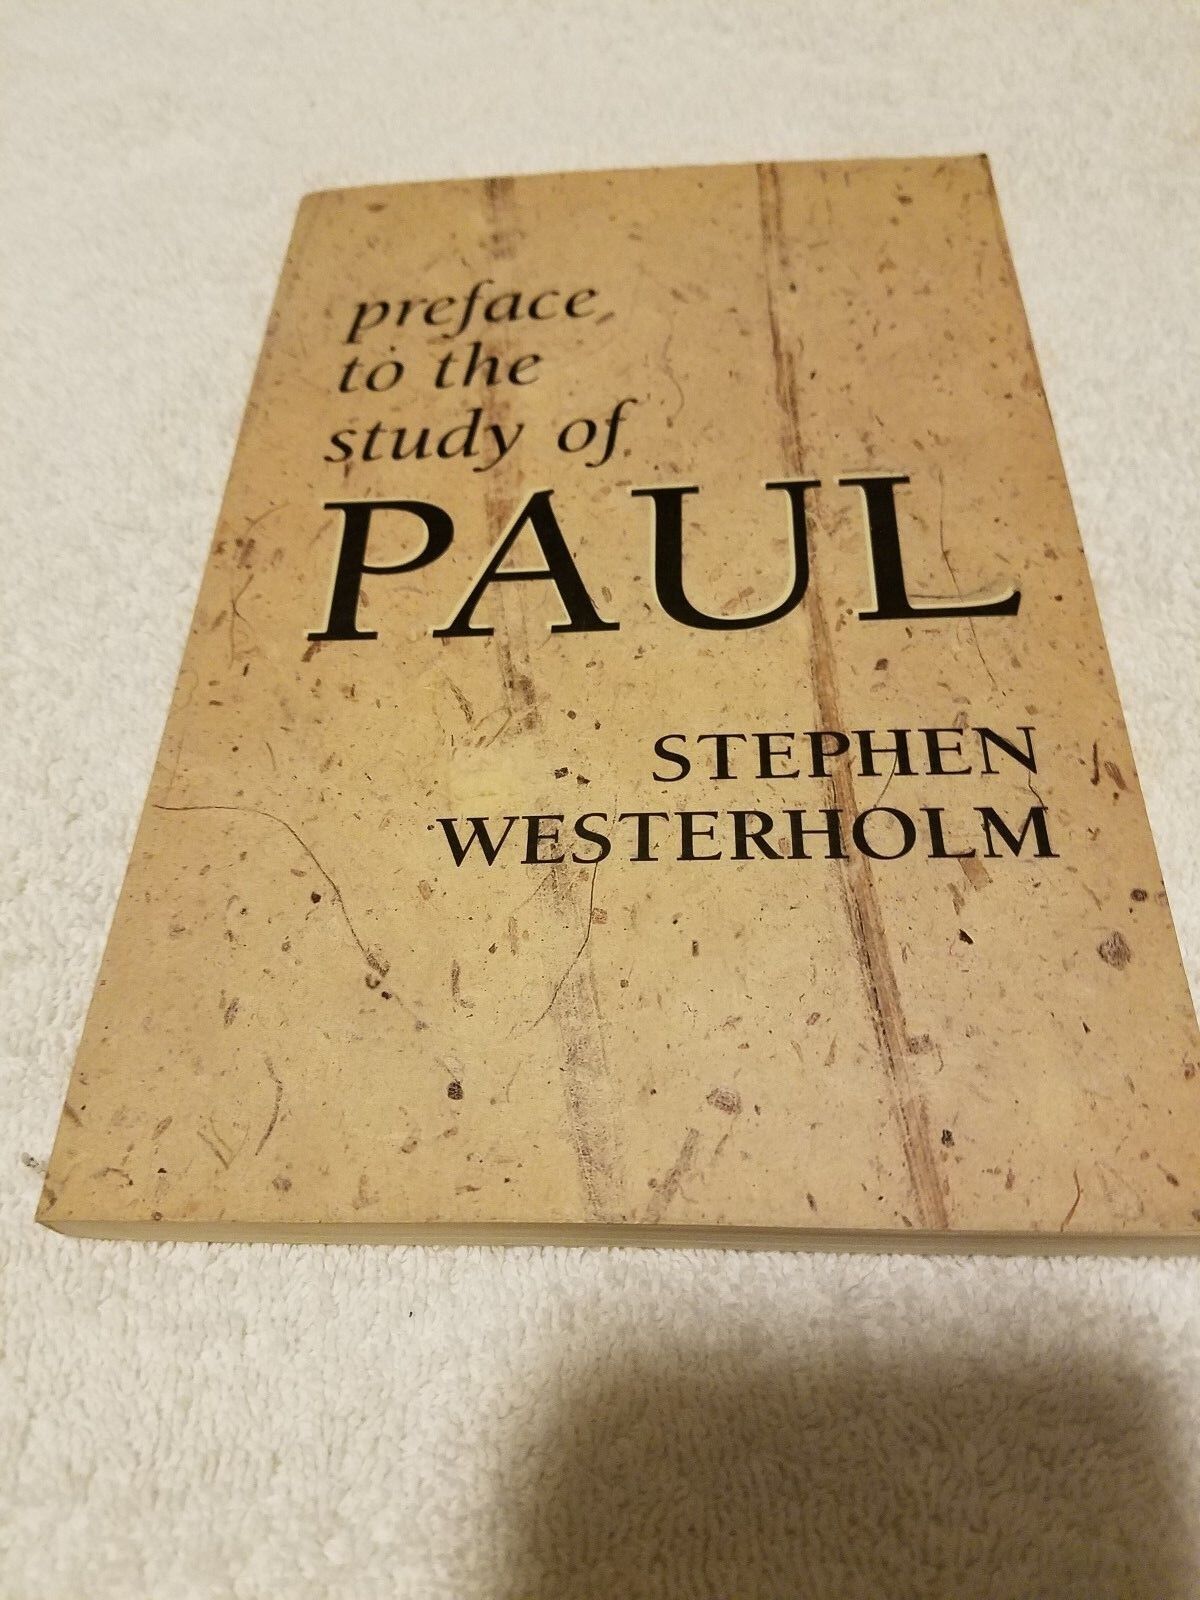 preface
to the
study of
PAUL
STEPHEN
WESTERHOLM